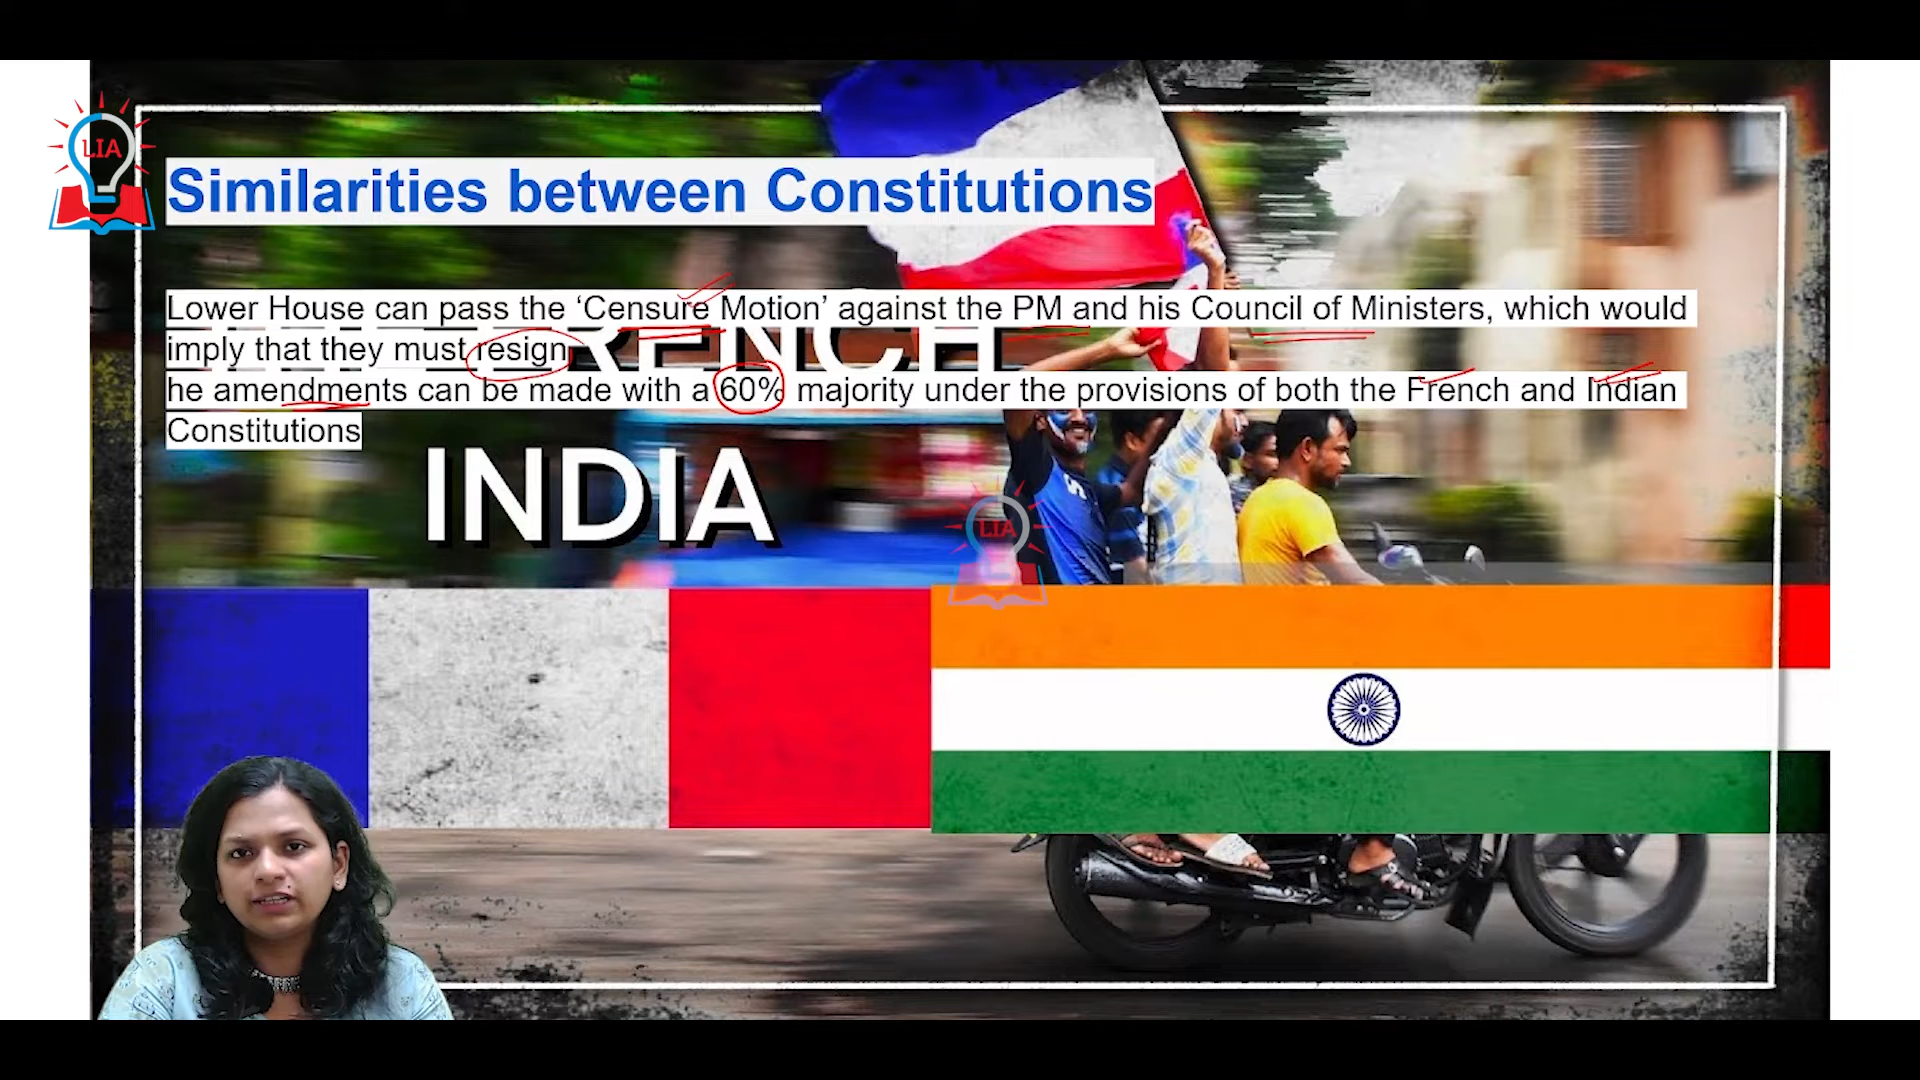 LIA
Similarities between Constitutions
Lower House can pass the ‘Censure Motion’ against the PM and his Council of Ministers, which would
imply that they must resign
he amendments can be made with a 60% majority under the provisions of both the French and Indian
Constitutions
FRENCH
INDIA
LIA